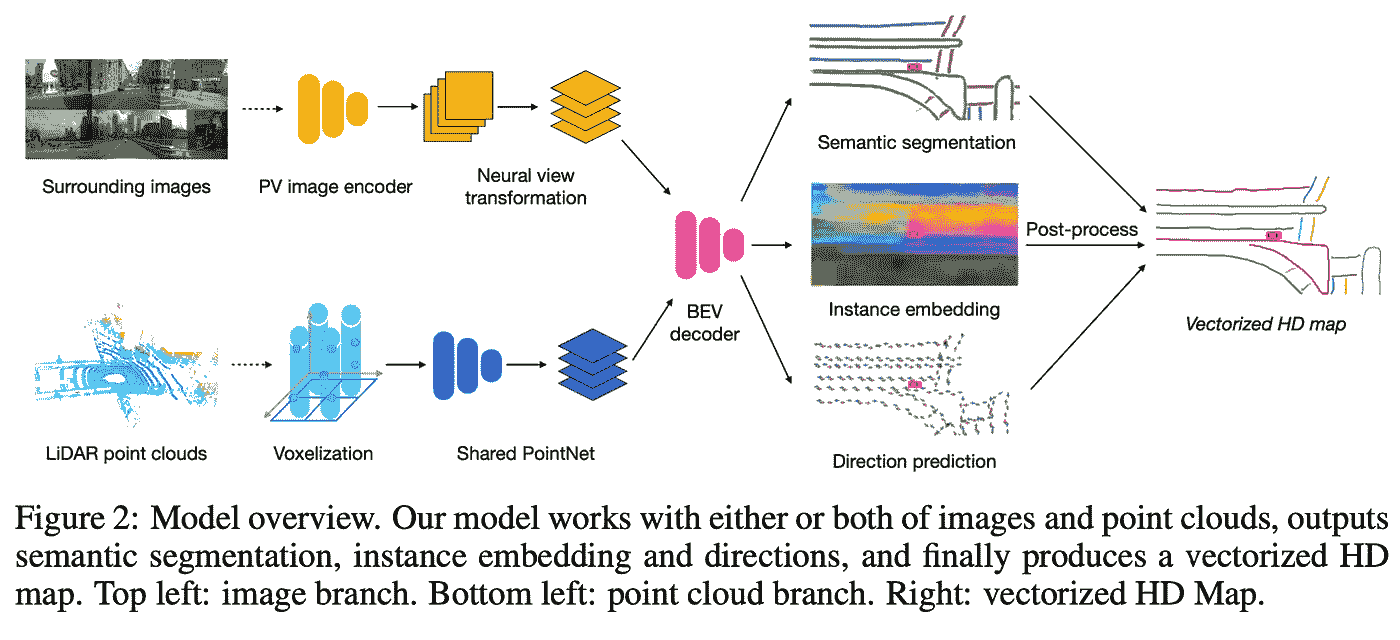 Surrounding images
PV image encoder
Neural view
transformation
Semantic segmentation
BEV
decoder
Instance embedding
Post-process
Vectorized HD map
LiDAR point clouds
Voxelization
Shared PointNet
Direction prediction
Figure 2: Model overview. Our model works with either or both of images and point clouds, outputs
semantic segmentation, instance embedding and directions, and finally produces a vectorized HD
map. Top left: image branch. Bottom left: point cloud branch. Right: vectorized HD Map.